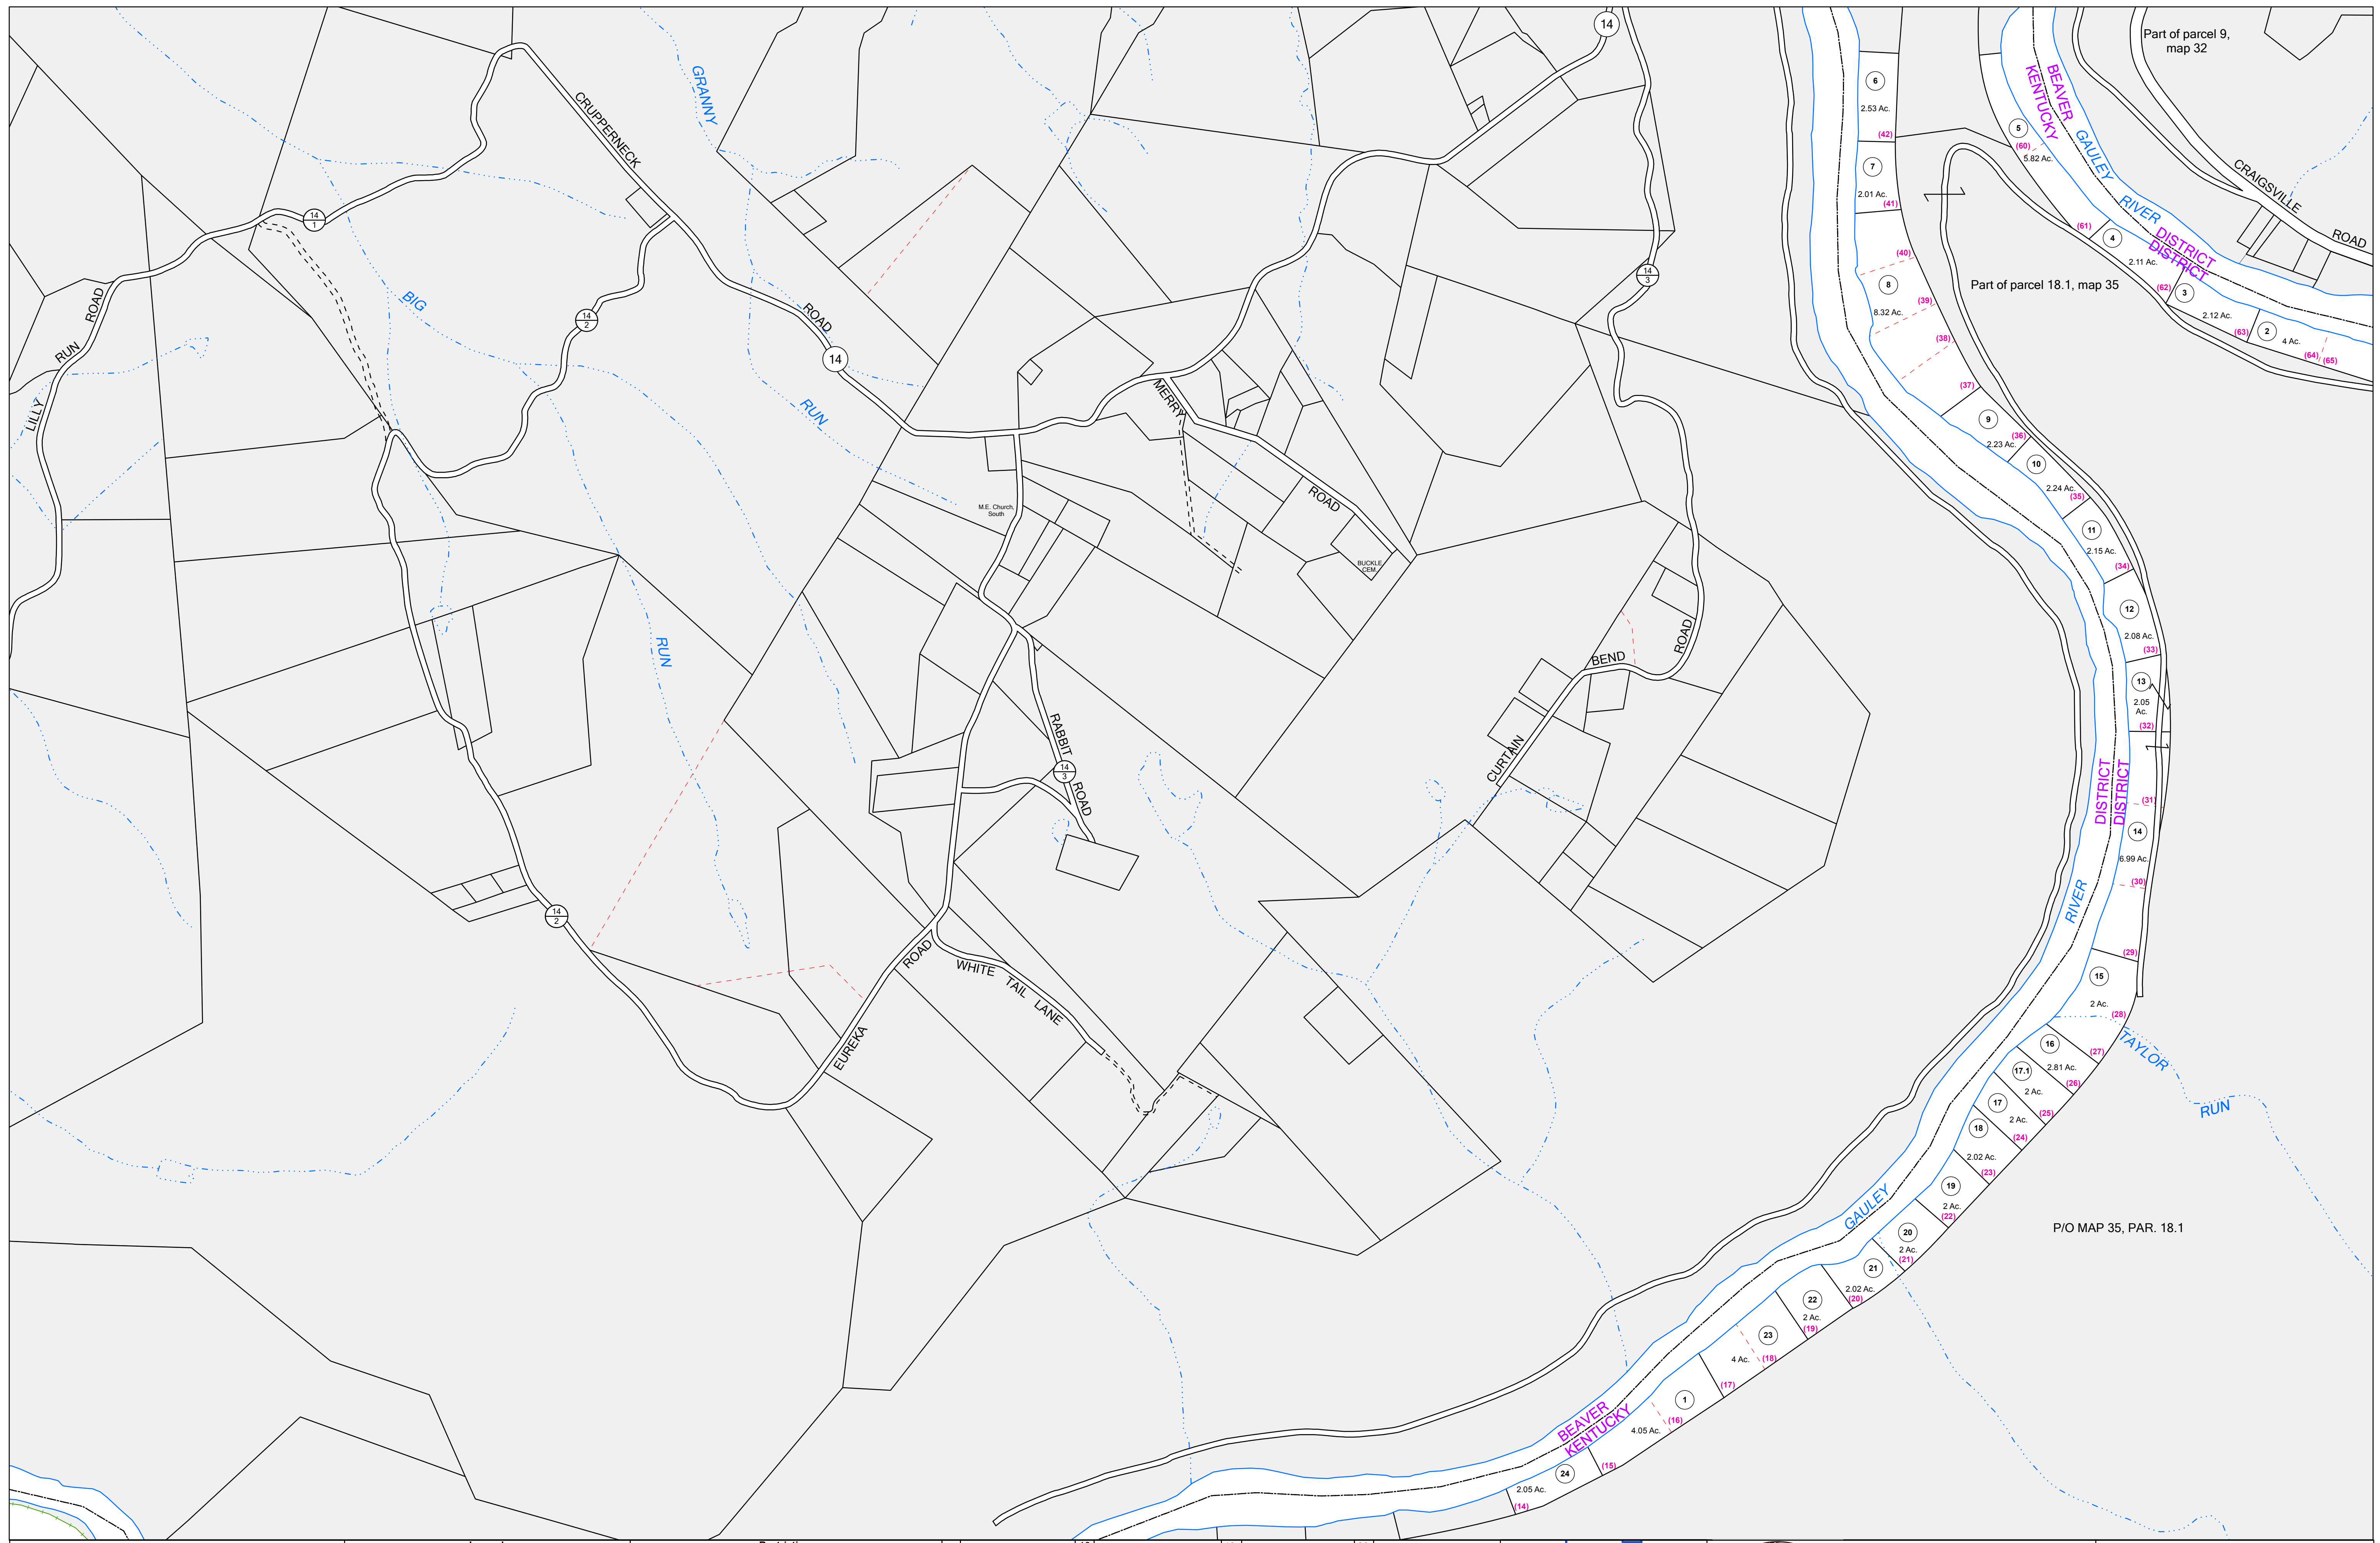 14
Part of parcel 9,
map 32
GRANNY
CRUPPERNECK
6
2.53 Ac.
(42)
BEAVER
KENTUCKY
GAULEY
5
(60)
5.82 Ac.
7
2.01 Ac.
(41)
CRAIGSVILLE
RIVER
14
1
(61)
4
2.11 Ac.
DISTRICT
DISTRICT
ROAD
(40)
14
3
8
8.32 Ac.
(39)
Part of parcel 18.1, map 35
(62)
3
2.12 Ac.
(63)
2
4 Ac.
(64)
(65)
BIG
ROAD
14
2
ROAD
14
(38)
RUN
LILLY
RUN
MERRY
(37)
9
(36)
2.23 Ac.
10
2.24 Ac.
(35)
ROAD
M.E. Church,
South
11
2.15 Ac.
(34)
BUCKLE
CEM.
12
2.08 Ac.
(33)
RUN
ROAD
BEND
13
2.05
Ac.
(32)
RABBIT
14
3
ROAD
CURTAIN
DISTRICT
DISTRICT
(31)
14
6.99 Ac.
(30)
RIVER
14
2
ROAD
WHITE
TAIL
LANE
EUREKA
(29)
15
2 Ac.
(28)
TAYLOR
RUN
16
(27)
2.81 Ac.
(26)
17.1
2 Ac.
(25)
17
2 Ac.
(24)
18
2.02 Ac.
(23)
19
2 Ac.
(22)
GAULEY
P/O MAP 35, PAR. 18.1
20
2 Ac.
(21)
21
2.02 Ac.
(20)
22
2 Ac.
(19)
23
4 Ac.
(18)
(17)
1
4.05 Ac.
(16)
BEAVER
KENTUCKY
(15)
24
2.05 Ac.
(14)